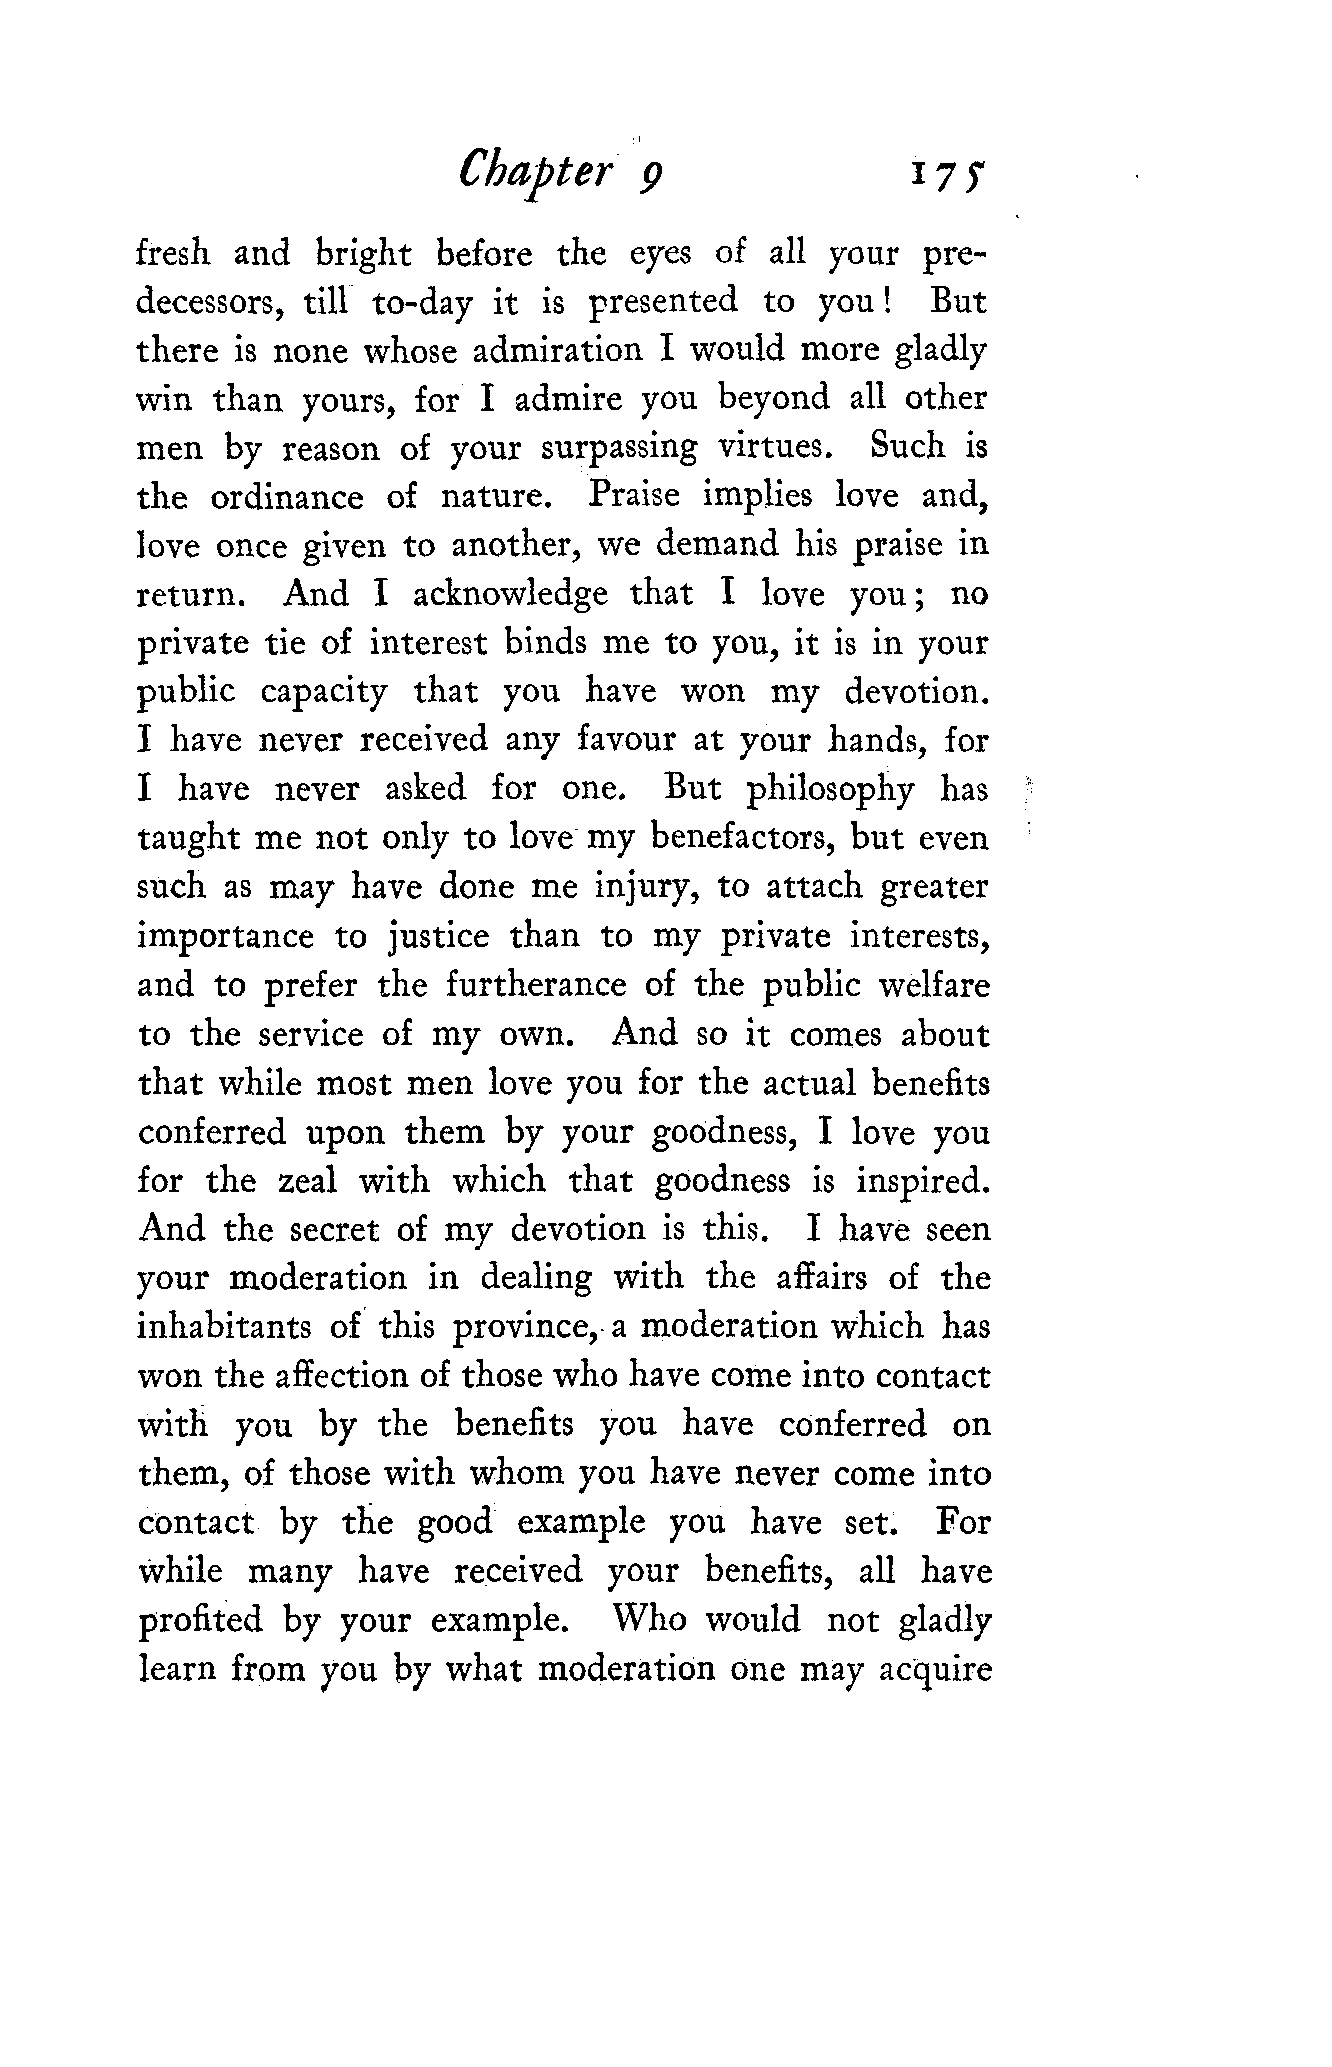 Chapter 9 175
fresh and bright before the eyes of all your pre-
decessors, till to-day it is presented to you! But
there is none whose admiration I would more gladly
win than yours, for I admire you beyond all other
men by reason of your surpassing virtues. Such is
the ordinance of nature. Praise implies love and,
love once given to another, we demand his praise in
return. And I acknowledge that I love you; no
private tie of interest binds me to you, it is in your
public capacity that you have won my devotion.
I have never received any favour at your hands, for
I have never asked for one. But philosophy has
taught me not only to love my benefactors, but even
such as may have done me injury, to attach greater
importance to justice than to my private interests,
and to prefer the furtherance of the public welfare
to the service of my own. And so it comes about
that while most men love you for the actual benefits
conferred upon them by your goodness, I love you
for the zeal with which that goodness is inspired.
And the secret of my devotion is this. I have seen
your moderation in dealing with the affairs of the
inhabitants of this province, a moderation which has
won the affection of those who have come into contact
with you by the benefits you have conferred on
them, of those with whom you have never come into
contact by the good example you have set. For
while many have received your benefits, all have
profited by your example. Who would not gladly
learn from you by what moderation one may acquire